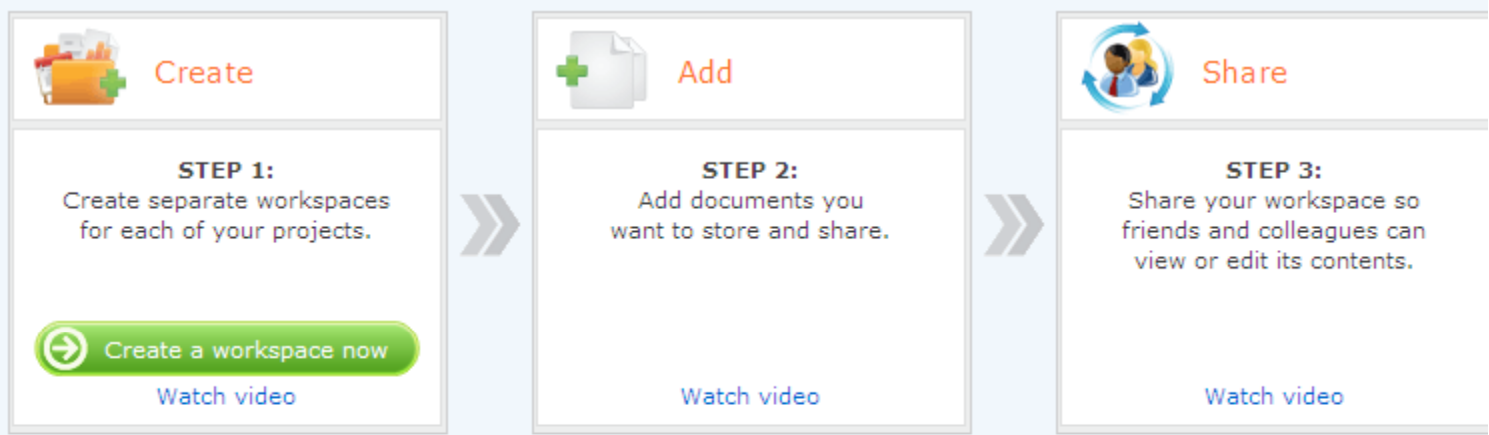 Create
STEP 1:
Create separate workspaces
for each of your projects.
Create a workspace now
Watch video
Add
STEP 2:
Add documents you
want to store and share.
Watch video
Share
STEP 3:
Share your workspace so
friends and colleagues can
view or edit its contents.
Watch video